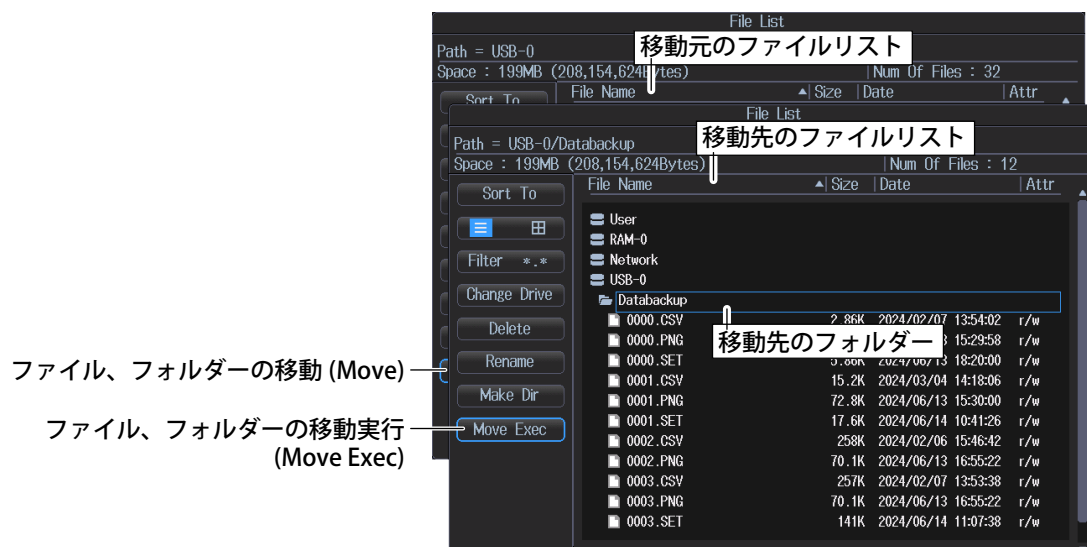 File List
移動元のファイルリスト
Path = USB-0
Space : 199MB (208,154,624Bytes) Num Of Files : 32
File Name Size Date Attr
Sort To
File List
移動先のファイルリスト
Path = USB-0/Databackup
Space : 199MB (208,154,624Bytes) Num Of Files : 12
File Name Size Date Attr
Sort To
Filter *.*
Change Drive
Delete
Rename
Make Dir
Move Exec
User
RAM-0
Network
USB-0
Databackup
移動先のフォルダー
0000.CSV 2.86K 2024/02/07 13:54:02 r/w
0000.PNG 15:29:58 r/w
0000.SET 5.86K 2024/06/13 18:20:00 r/w
0001.CSV 15.2K 2024/03/04 14:18:06 r/w
0001.PNG 72.8K 2024/06/13 15:30:00 r/w
0001.SET 17.6K 2024/06/14 10:41:26 r/w
0002.CSV 258K 2024/02/06 15:46:42 r/w
0002.PNG 70.1K 2024/06/13 16:55:22 r/w
0003.CSV 257K 2024/02/07 13:53:38 r/w
0003.PNG 70.1K 2024/06/13 16:55:22 r/w
0003.SET 141K 2024/06/14 11:07:38 r/w
ファイル、フォルダーの移動 (Move)
ファイル、フォルダーの移動実行
(Move Exec)